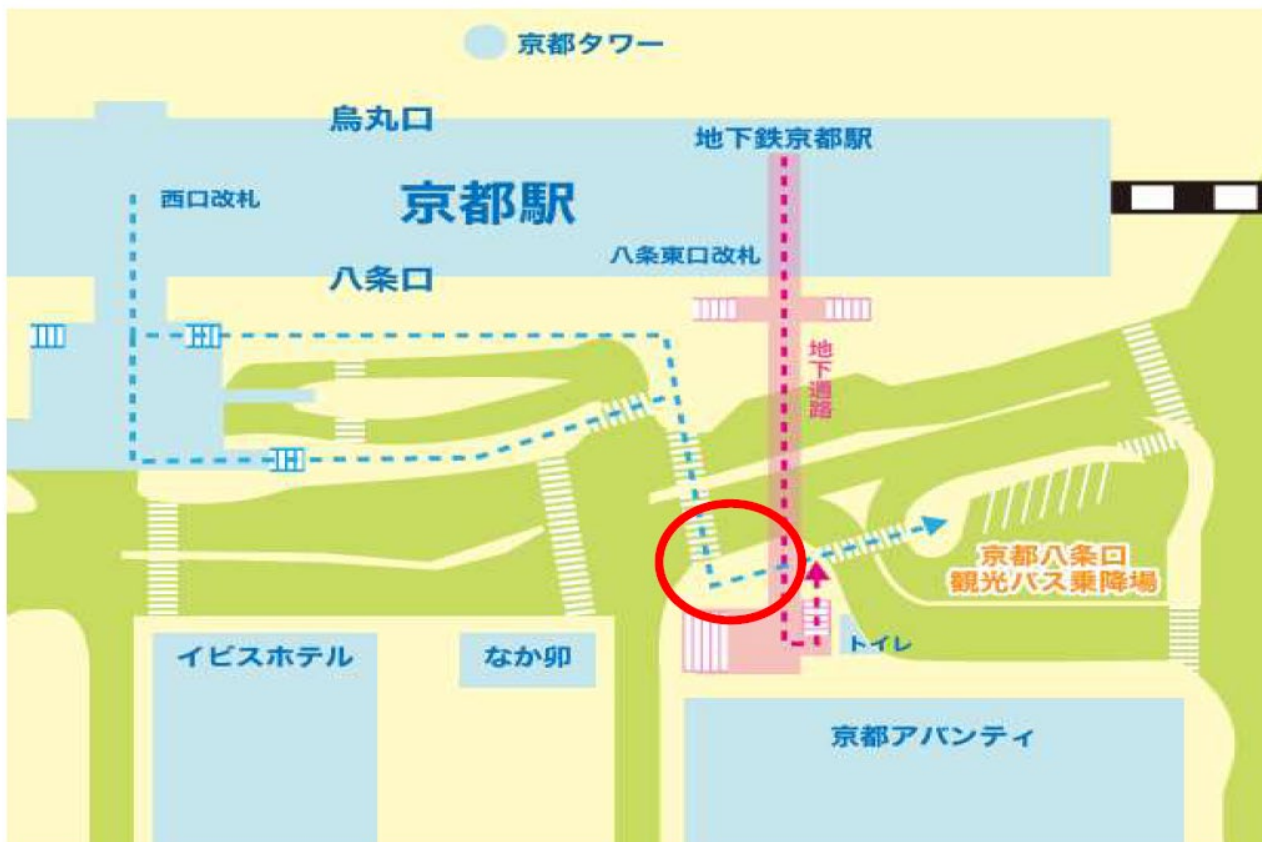 京都タワー
烏丸口
地下鉄京都駅
西口改札
京都駅
八条東口改札
八条口
地下通路
京都八条口
観光バス乗降場
イビスホテル
なか卯
トイレ
京都アバンティ